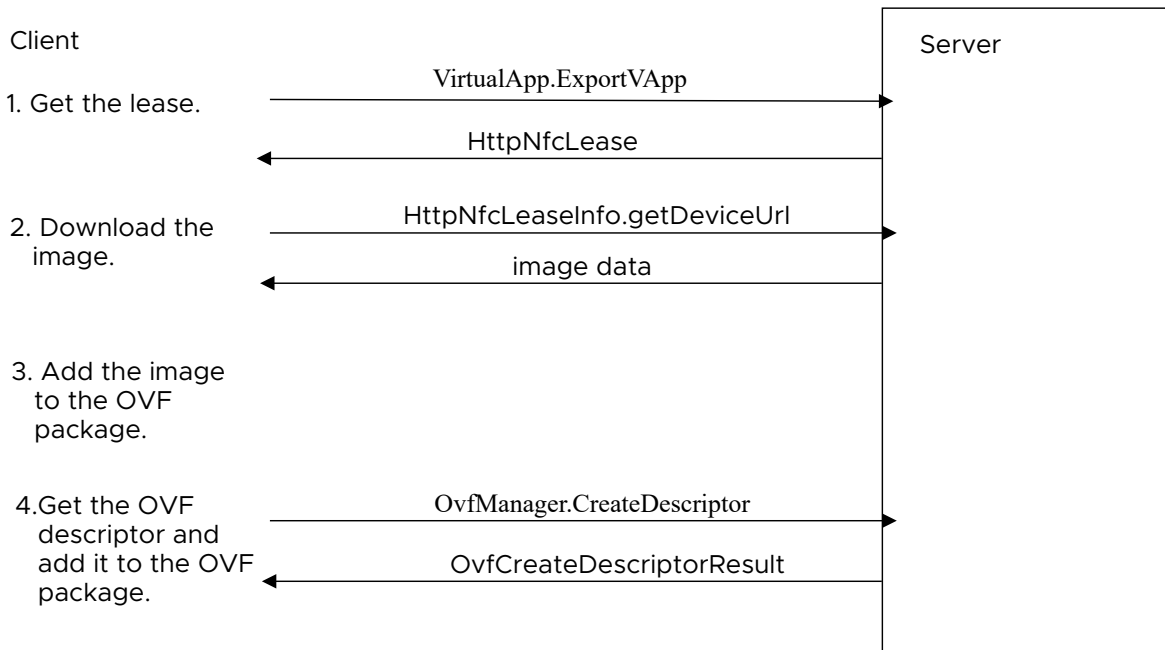 Client
Server
VirtualApp.ExportVApp
1. Get the lease.
HttpNfcLease
HttpNfcLeaseInfo.getDeviceUrl
2. Download the
image.
image data
3. Add the image
to the OVF
package.
4.Get the OVF
descriptor and
add it to the OVF
package.
OvfManager.CreateDescriptor
OvfCreateDescriptorResult